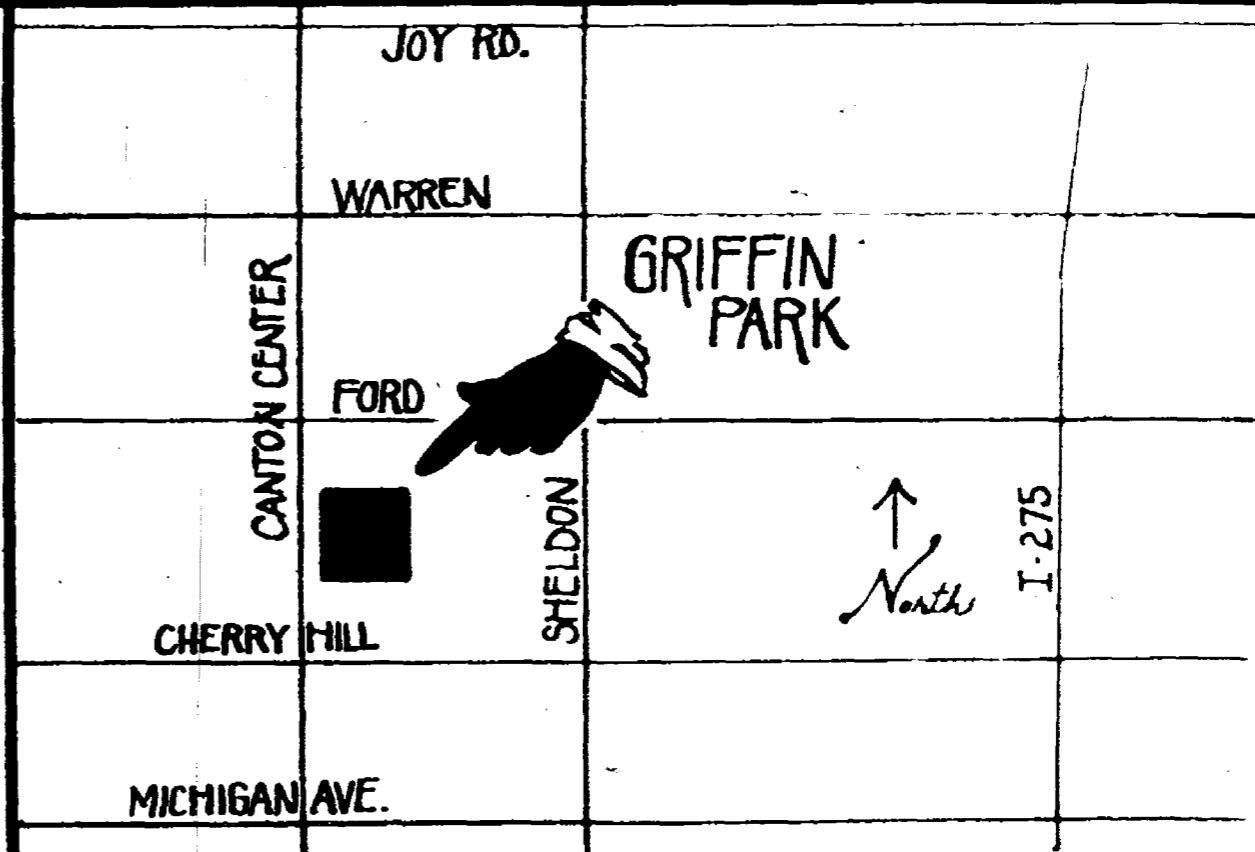 JOY RD.
WARREN
GRIFFIN
PARK
CANTON CENTER
FORD
SHELDON
I-275
North
CHERRY HILL
MICHIGAN AVE.